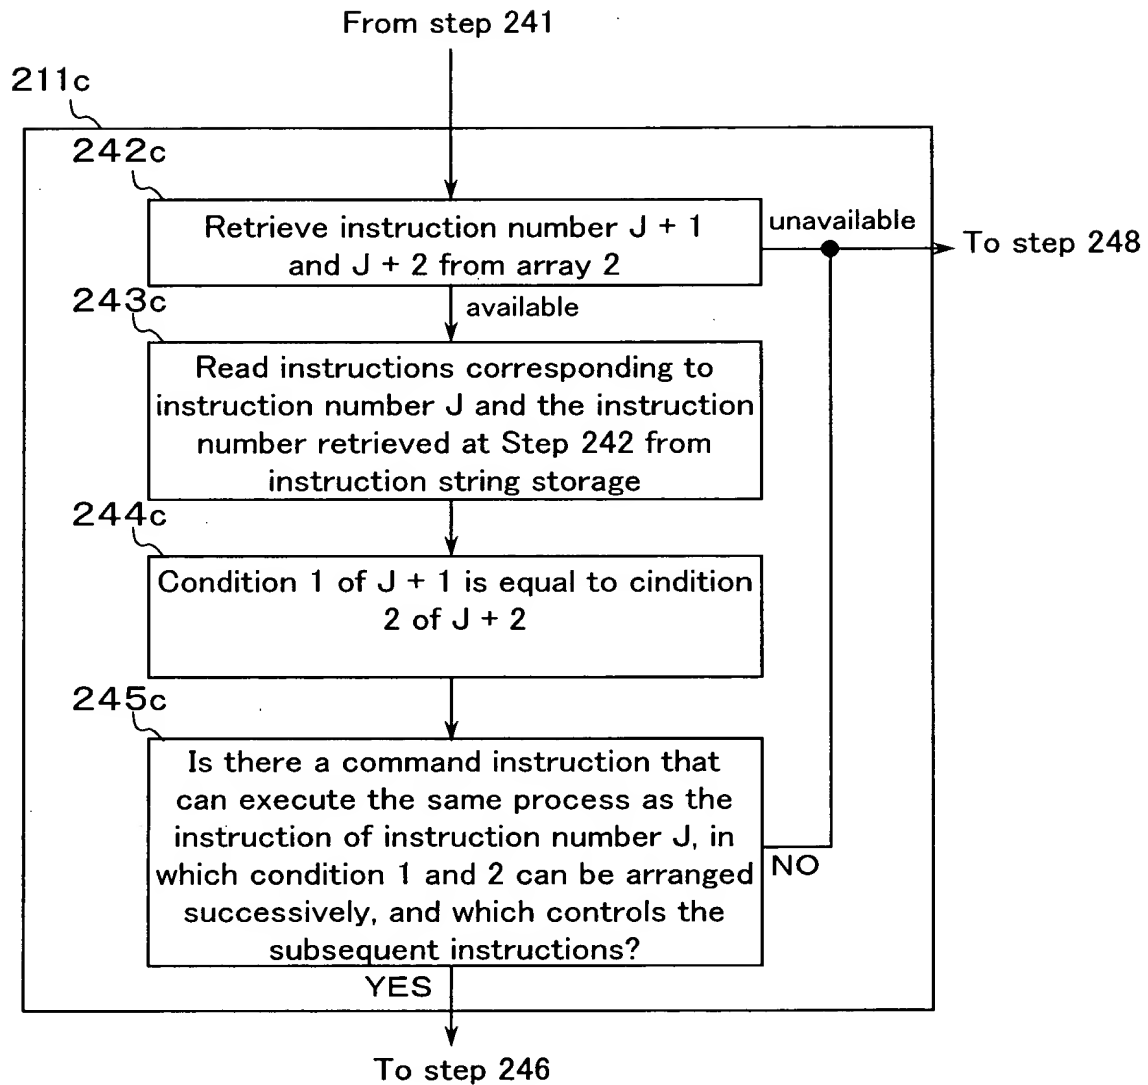 From step 241
211c
242c
Retrieve instruction number J + 1
and J + 2 from array 2
unavailable
To step 248
243c
available
Read instructions corresponding to
instruction number J and the instruction
number retrieved at Step 242 from
instruction string storage
244c
Condition 1 of J + 1 is equal to cindition
2 of J + 2
245c
Is there a command instruction that
can execute the same process as the
instruction of instruction number J, in
which condition 1 and 2 can be arranged
successively, and which controls the
subsequent instructions?
NO
YES
To step 246